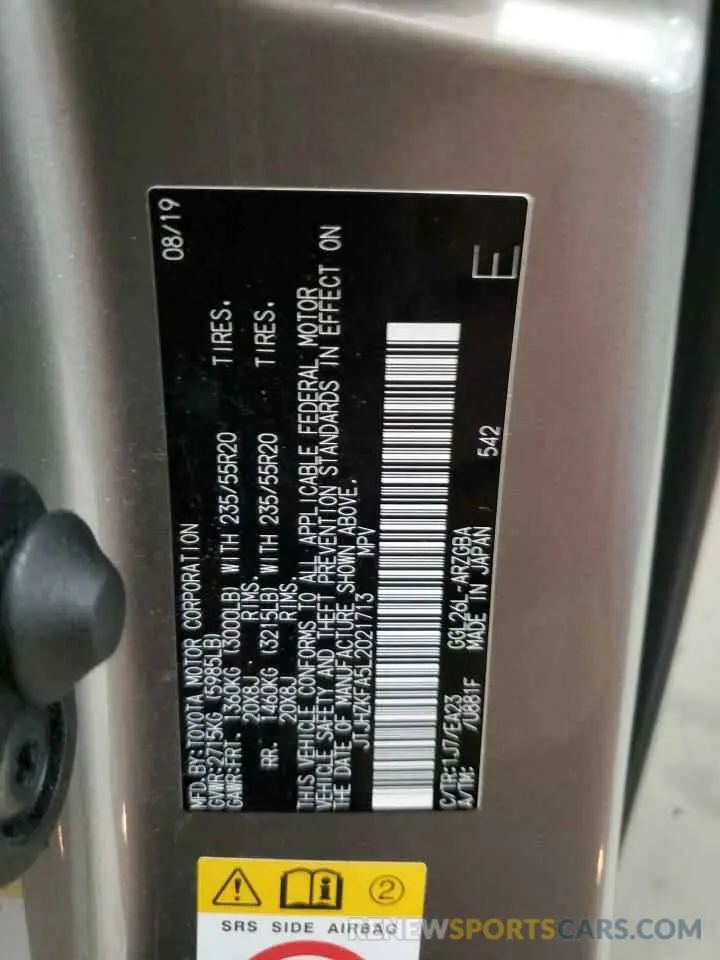 08/19
MFD. BY: TOYOTA MOTOR CORPORATION
GVWR: 2715KG (5985LB)
GAWR: FRT. 1360KG (3000LB) WITH 235/55R20 TIRES.
20X8J RIMS.
RR. 1460KG (3215LB) WITH 235/55R20 TIRES.
20X8J RIMS.
THIS VEHICLE CONFORMS TO ALL APPLICABLE FEDERAL MOTOR
VEHICLE SAFETY AND THEFT PREVENTION STANDARDS IN EFFECT ON
THE DATE OF MANUFACTURE SHOWN ABOVE.
JTJHZKFA5L2021713 MPV
E
C/TR: 1J7/EA23 GGL26L-ARZGBA
A/TM: /U881F MADE IN JAPAN 542
2
SRS SIDE AIRBAG
RENEWSPORTSCARS.COM